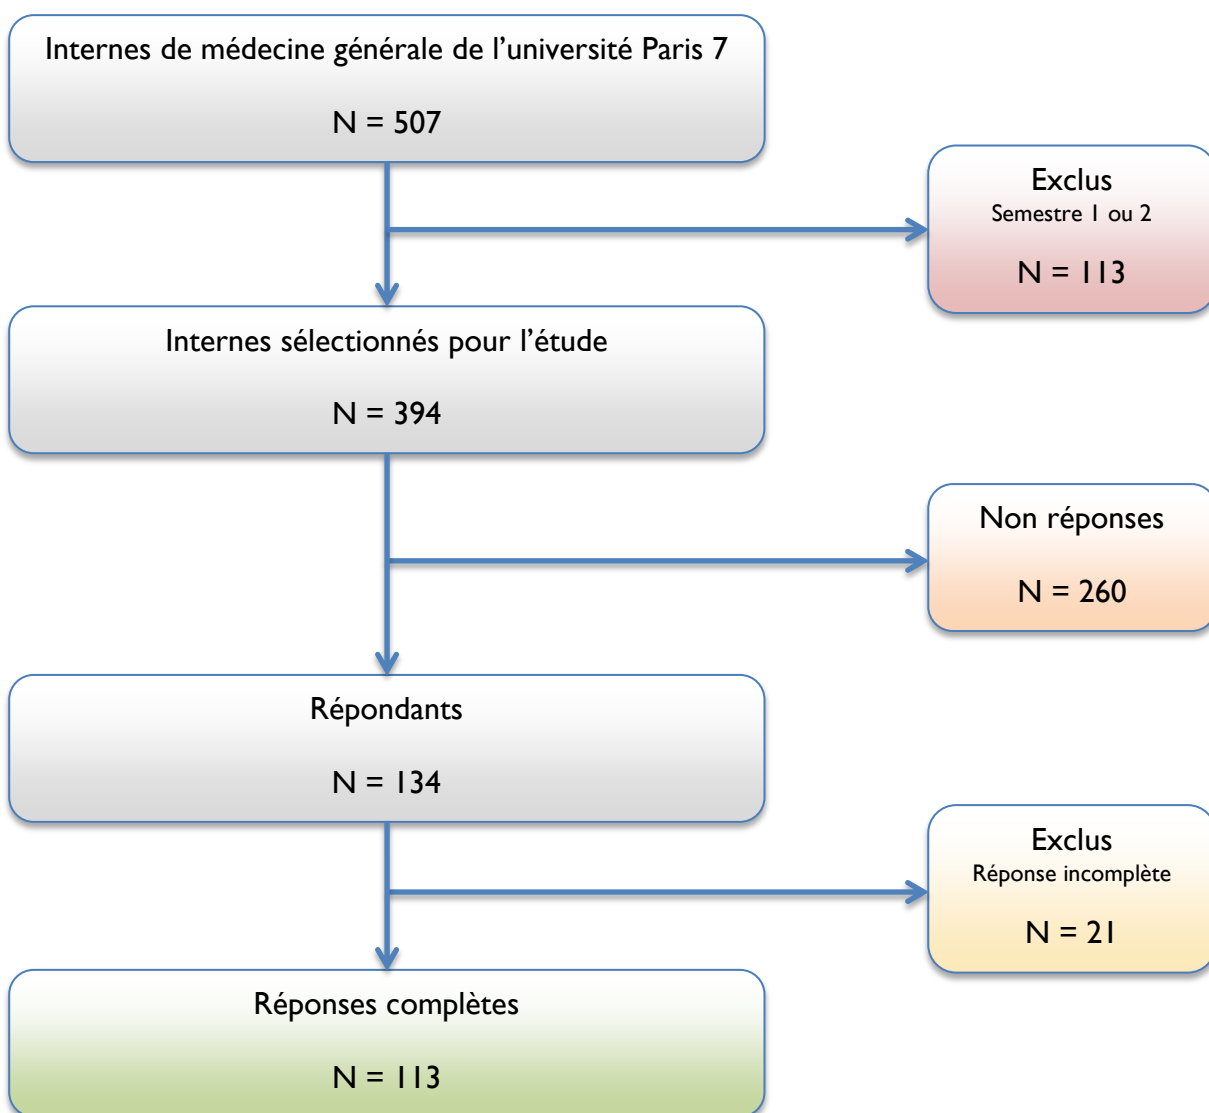 Internes de médecine générale de l’université Paris 7
N = 507
Exclus
Semestre 1 ou 2
N = 113
Internes sélectionnés pour l’étude
N = 394
Non réponses
N = 260
Répondants
N = 134
Exclus
Réponse incomplète
N = 21
Réponses complètes
N = 113